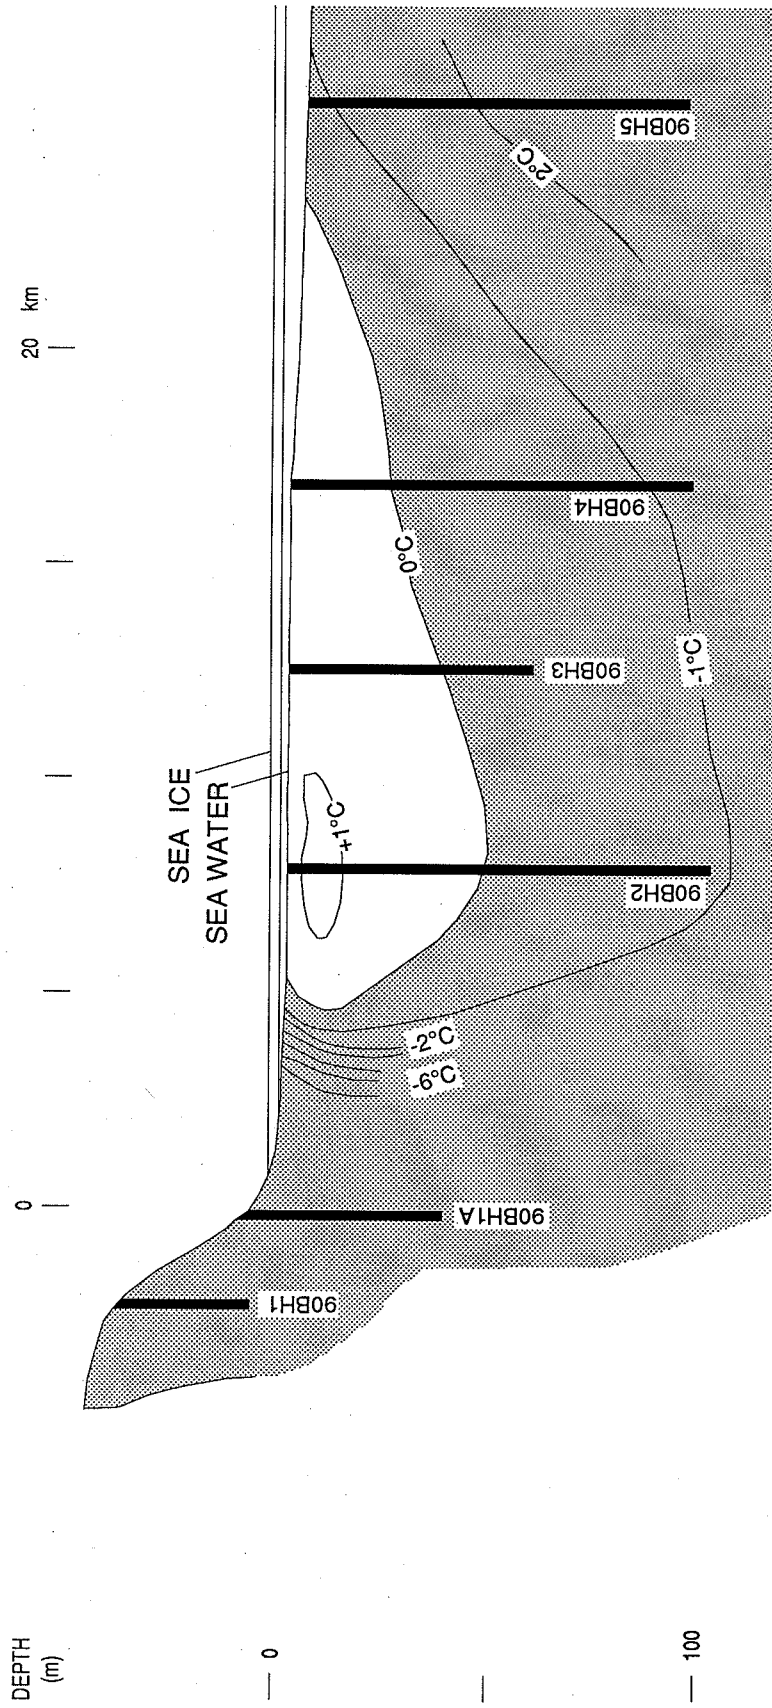 0
20 km
SEA ICE
SEA WATER
DEPTH
(m)
0
100
90BH1
90BH1A
90BH2
90BH3
90BH4
90BH5
-6°C
-2°C
+1°C
0°C
-1°C
2°C